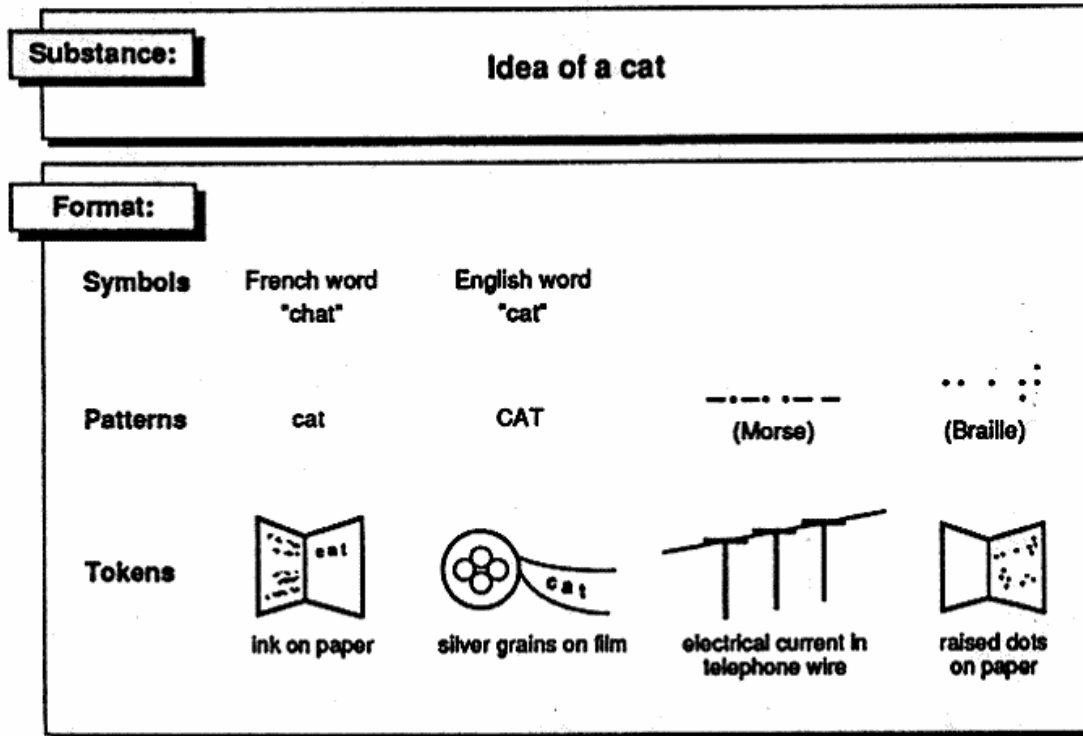 Substance:
Idea of a cat
Format:
Symbols
French word
"chat"
English word
"cat"
Patterns
cat
CAT
(Morse)
(Braille)
Tokens
cat
cat
ink on paper
silver grains on film
electrical current in
telephone wire
raised dots
on paper